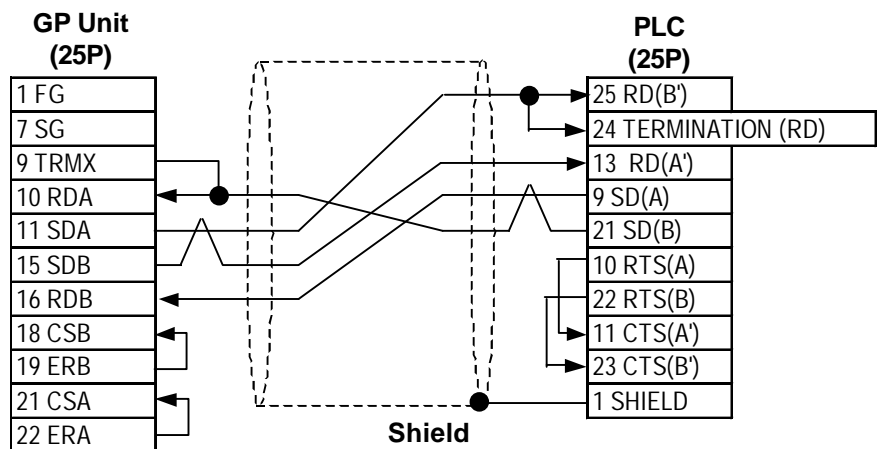 GP Unit
(25P)
1 FG
7 SG
9 TRMX
10 RDA
11 SDA
15 SDB
16 RDB
18 CSB
19 ERB
21 CSA
22 ERA
Shield
PLC
(25P)
25 RD(B')
24 TERMINATION (RD)
13 RD(A')
9 SD(A)
21 SD(B)
10 RTS(A)
22 RTS(B)
11 CTS(A')
23 CTS(B')
1 SHIELD